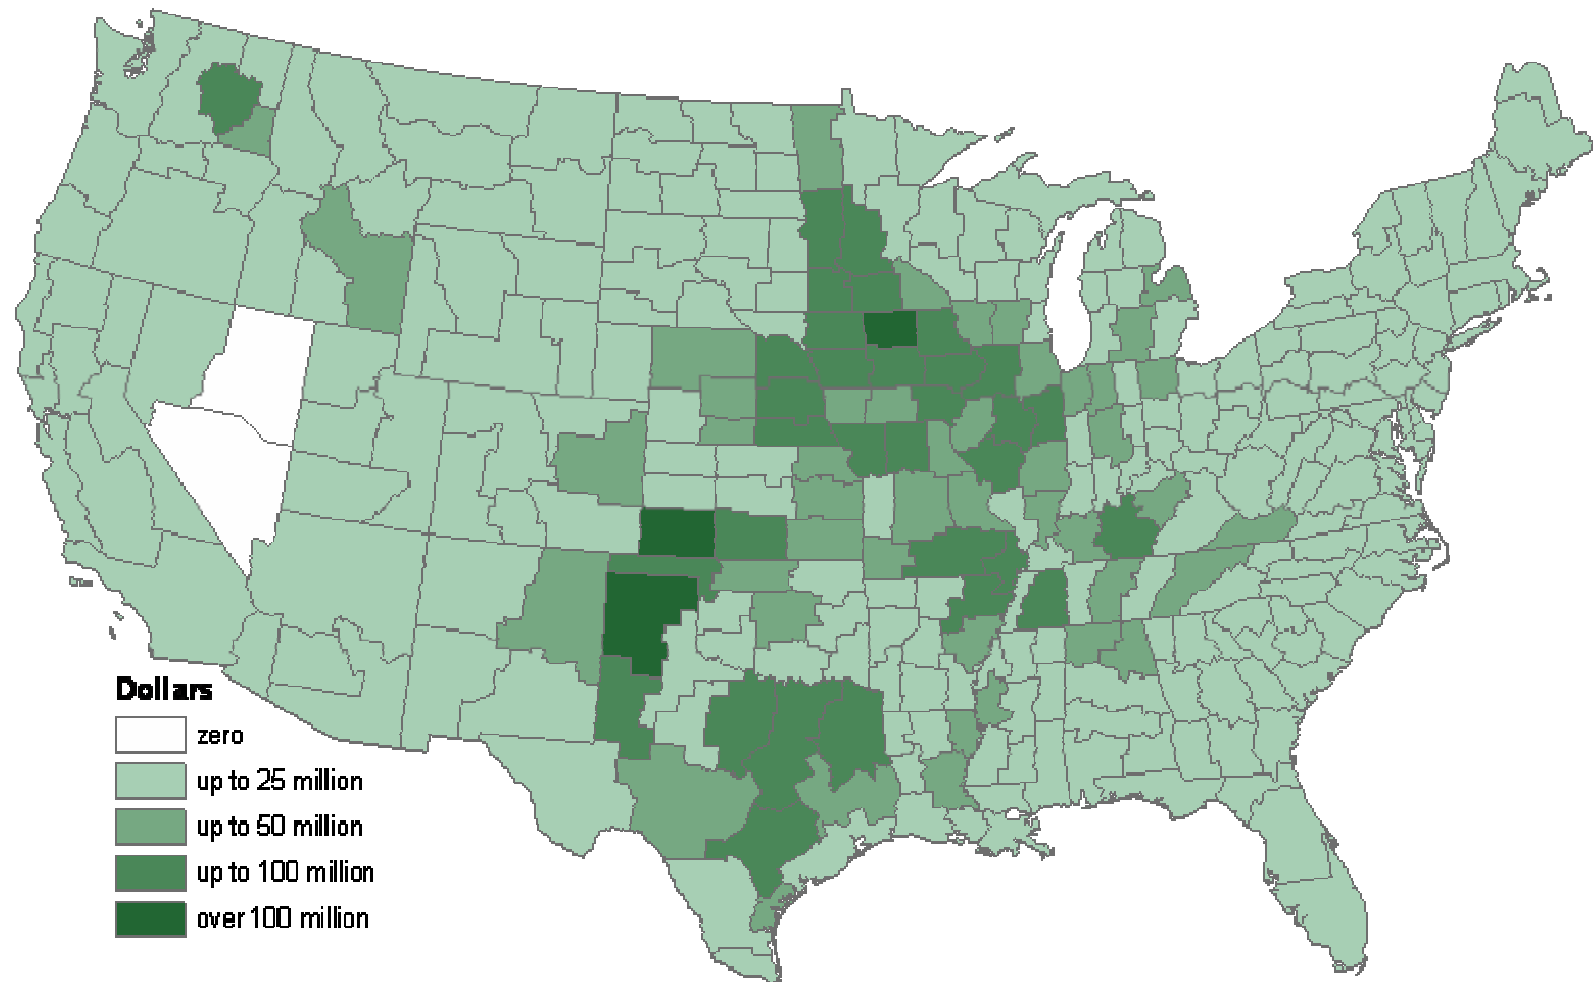 Dollars
zero
up to 25 million
up to 50 million
up to 100 million
over 100 million